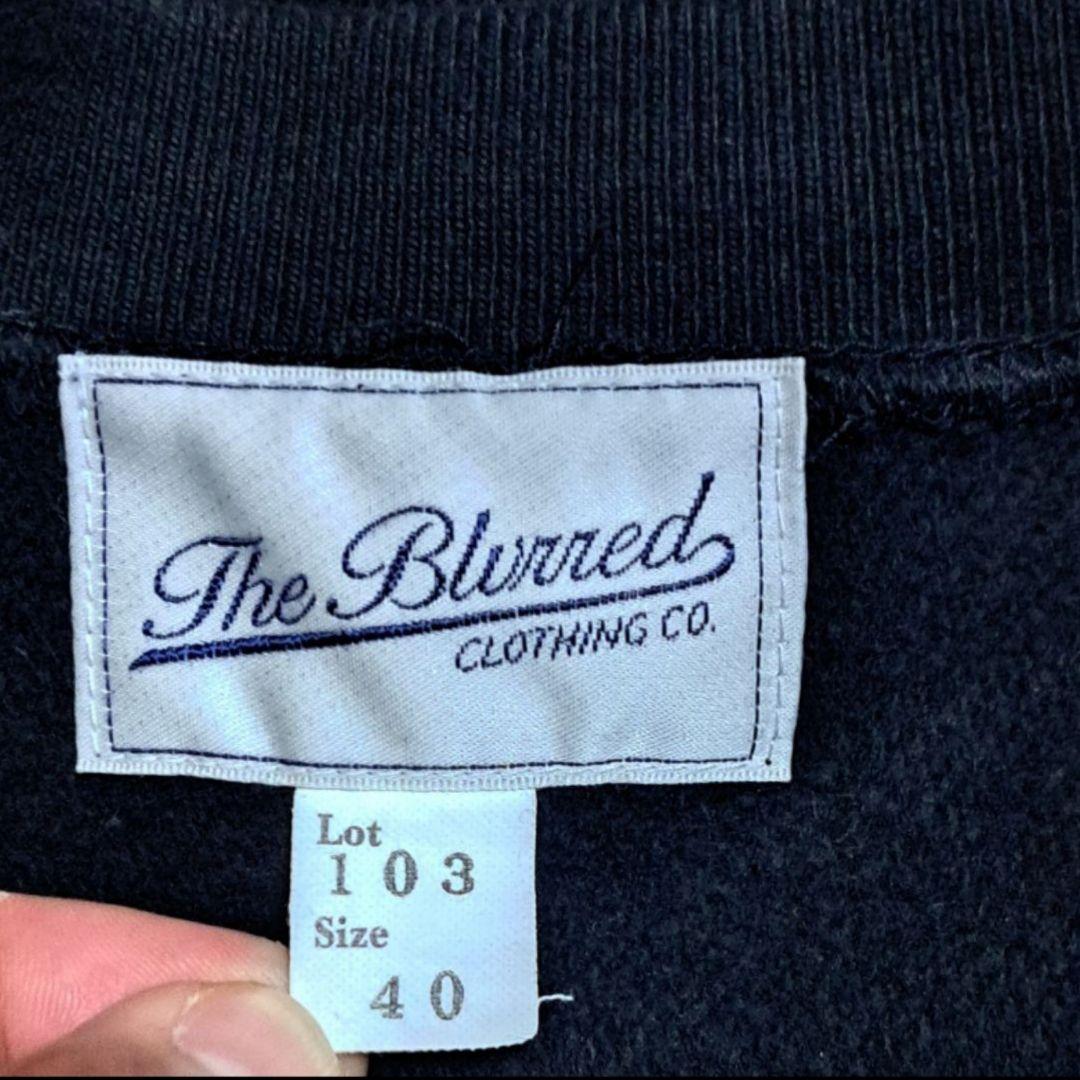 The Blurred
CLOTHING CO.
Lot
103
Size
40